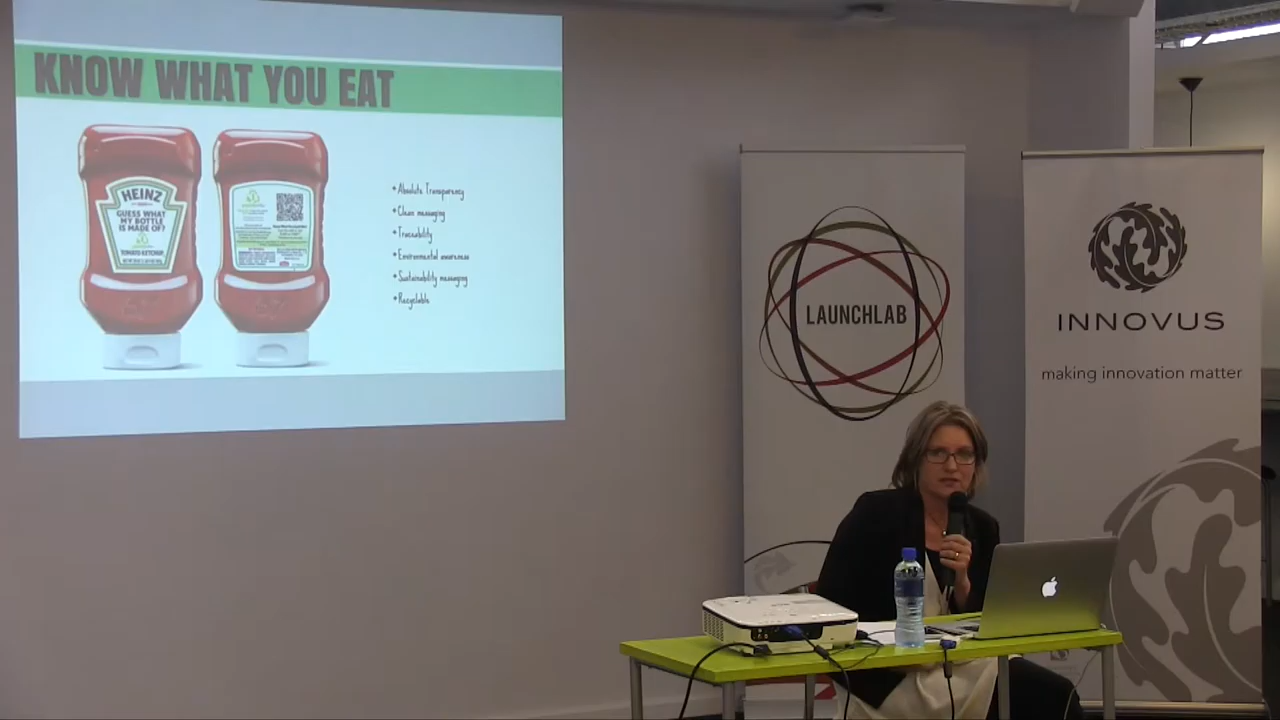 KNOW WHAT YOU EAT
HEINZ
GUESS WHAT
MY BOTTLE
IS MADE OF?
TOMATO KETCHUP
• Absolute Transparency
• Clean messaging
• Traceability
• Environmental awareness
• Sustainability messaging
• Recyclable
LAUNCHLAB
INNOVUS
making innovation matter